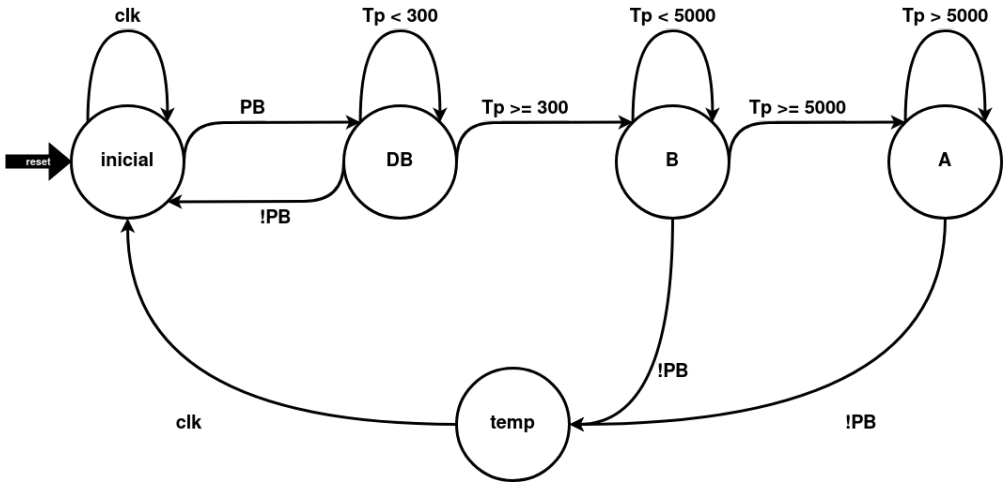 clk
Tp < 300
Tp < 5000
Tp > 5000
PB
Tp >= 300
Tp >= 5000
reset
inicial
DB
B
A
!PB
!PB
temp
clk
!PB